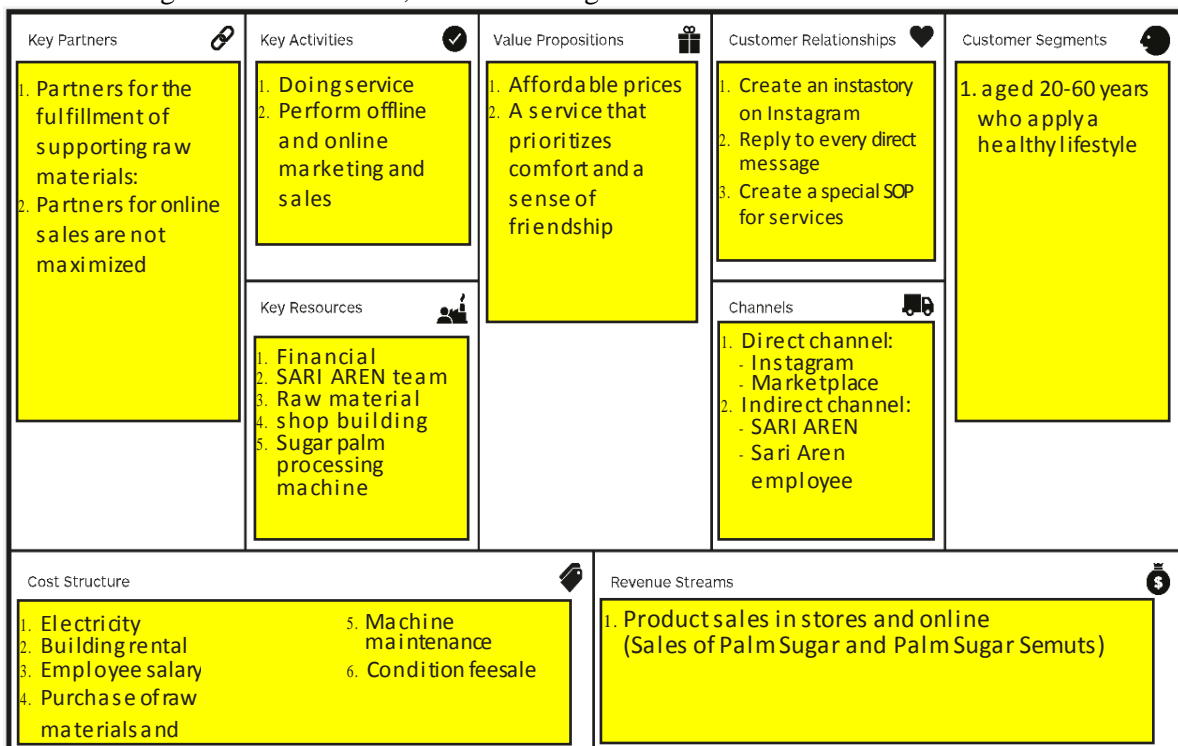 Key Partners
1. Partners for the
fulfillment of
supporting raw
materials:
2. Partners for online
sales are not
maximized
Key Activities
1. Doing service
2. Perform offline
and online
marketing and
sales
Key Resources
1. Financial
2. SARI AREN team
3. Raw material
4. shop building
5. Sugar palm
processing
machine
Value Propositions
1. Affordable prices
2. A service that
prioritizes
comfort and a
sense of
friendship
Customer Relationships
1. Create an instastory
on Instagram
2. Reply to every direct
message
3. Create a special SOP
for services
Channels
1. Direct channel:
- Instagram
- Marketplace
2. Indirect channel:
- SARI AREN
- Sari Aren
employee
Customer Segments
1. aged 20-60 years
who apply a
healthy lifestyle
Cost Structure
1. Electricity
2. Building rental
3. Employee salary
4. Purchase of raw
materials and
5. Machine
maintenance
6. Condition feesale
Revenue Streams
1. Product sales in stores and online
(Sales of Palm Sugar and Palm Sugar Semuts)